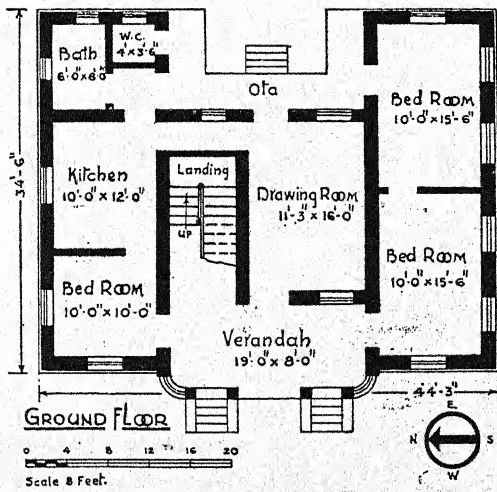 Bath
6'-0"x8'-0"
W.C.
4'x3'-6"
Ota
Bed Room
10'-0"x15'-6"
34'-6"
Kitchen
10'-0"x12'-0"
Landing
UP
Drawing Room
11'-3"x16'-0"
Bed Room
10'-0"x10'-0"
Bed Room
10'-0"x15'-6"
Verandah
19'-0"x8'-0"
GROUND FLOOR
44'-3"
0 4 8 12 16 20
Scale 8 Feet.
E
N S
W